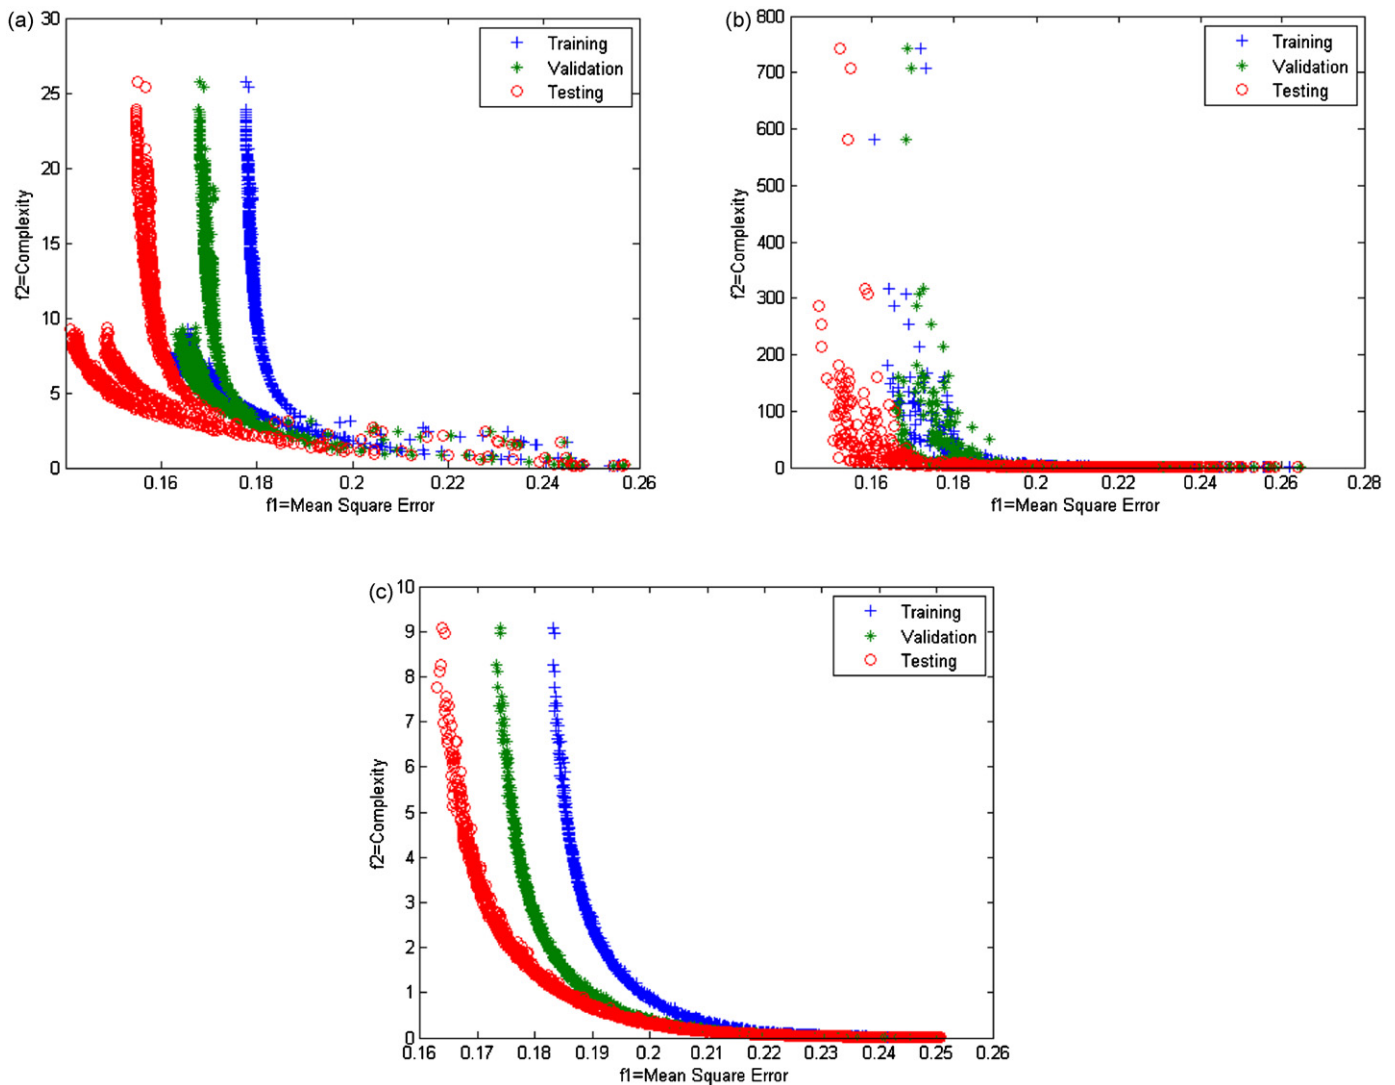 (a)
30
25
20
15
10
5
0
f2=Complexity
0.16 0.18 0.2 0.22 0.24 0.26
f1=Mean Square Error
Training
Validation
Testing
(b)
800
700
600
500
400
300
200
100
0
f2=Complexity
0.16 0.18 0.2 0.22 0.24 0.26 0.28
f1=Mean Square Error
Training
Validation
Testing
(c)
10
9
8
7
6
5
4
3
2
1
0
f2=Complexity
0.16 0.17 0.18 0.19 0.2 0.21 0.22 0.23 0.24 0.25 0.26
f1=Mean Square Error
Training
Validation
Testing